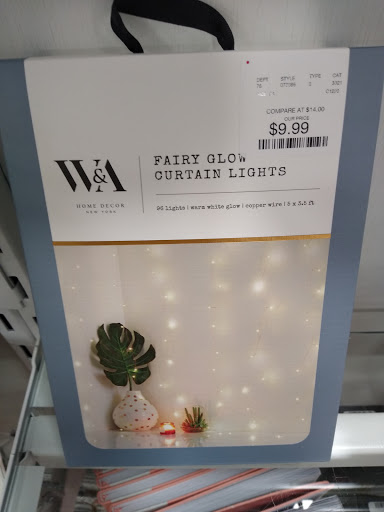 DEPT STYLE TYPE CAT
COMPARE AT $14.00
OUR PRICE
$9.99
W&A
HOME DECOR
NEW YORK
FAIRY GLOW
CURTAIN LIGHTS
96 lights | warm white glow | copper wire | 5 x 3.5 ft